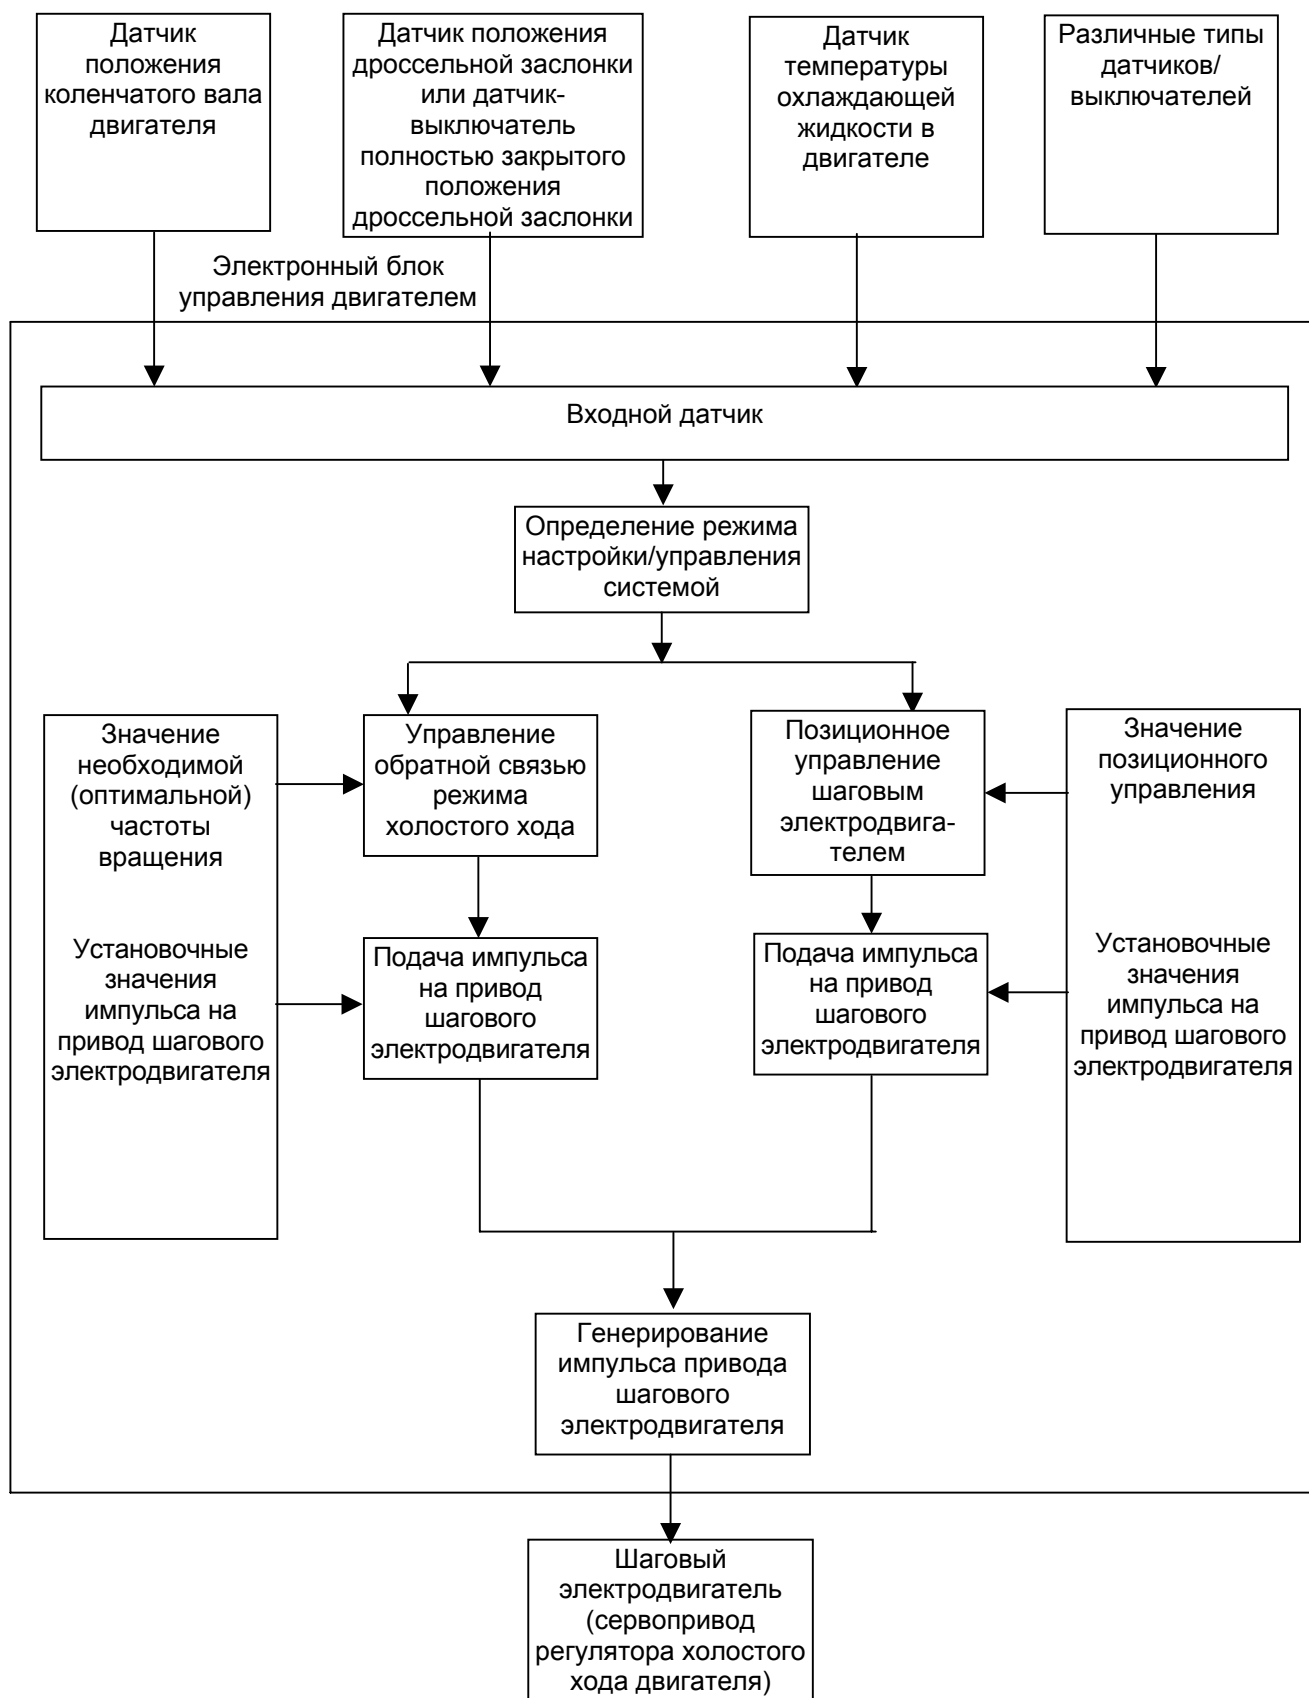 Датчик
положения
коленчатого вала
двигателя
Датчик положения
дроссельной заслонки
или датчик-
выключатель
полностью закрытого
положения
дроссельной заслонки
Датчик
температуры
охлаждающей
жидкости в
двигателе
Различные типы
датчиков/
выключателей
Электронный блок
управления двигателем
Входной датчик
Определение режима
настройки/управления
системой
Значение
необходимой
(оптимальной)
частоты
вращения
Установочные
значения
импульса на
привод шагового
электродвигателя
Управление
обратной связью
режима
холостого хода
Позиционное
управление
шаговым
электродвига-
телем
Значение
позиционного
управления
Установочные
значения
импульса на
привод шагового
электродвигателя
Подача импульса
на привод
шагового
электродвигателя
Подача импульса
на привод
шагового
электродвигателя
Генерирование
импульса привода
шагового
электродвигателя
Шаговый
электродвигатель
(сервопривод
регулятора холостого
хода двигателя)